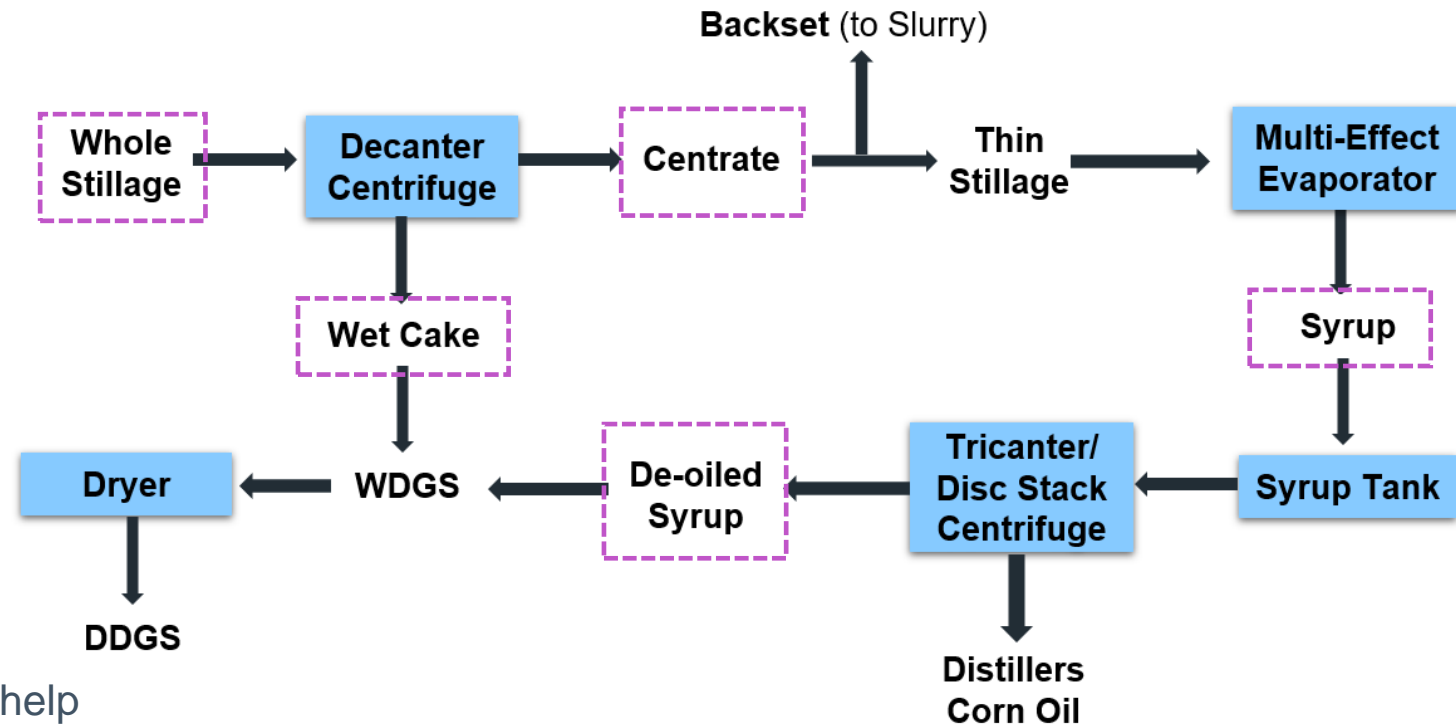 Backset (to Slurry)
Whole
Stillage
Decanter
Centrifuge
Centrate
Thin
Stillage
Multi-Effect
Evaporator
Wet Cake
Syrup
Dryer
WDGS
De-oiled
Syrup
Tricanter/
Disc Stack
Centrifuge
Syrup Tank
DDGS
Distillers
Corn Oil
help